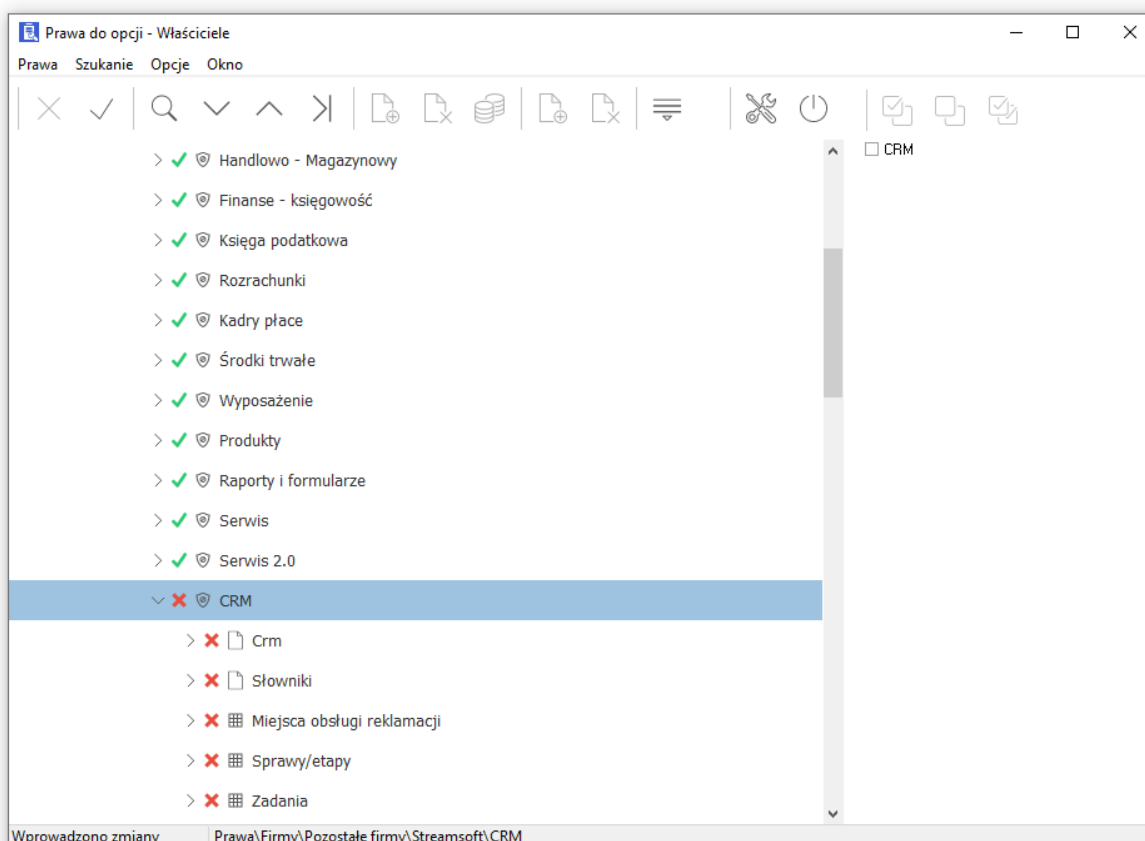 Prawa do opcji - Właściciele
Prawa Szukanie Opcje Okno
Handlowo - Magazynowy
CRM
Finanse - księgowość
Księga podatkowa
Rozrachunki
Kadry płace
Środki trwałe
Wyposażenie
Produkty
Raporty i formularze
Serwis
Serwis 2.0
CRM
Crm
Słowniki
Miejsca obsługi reklamacji
Sprawy/etapy
Zadania
Wprowadzono zmiany Prawa\Firmy\Pozostałe firmy\Streamsoft\CRM